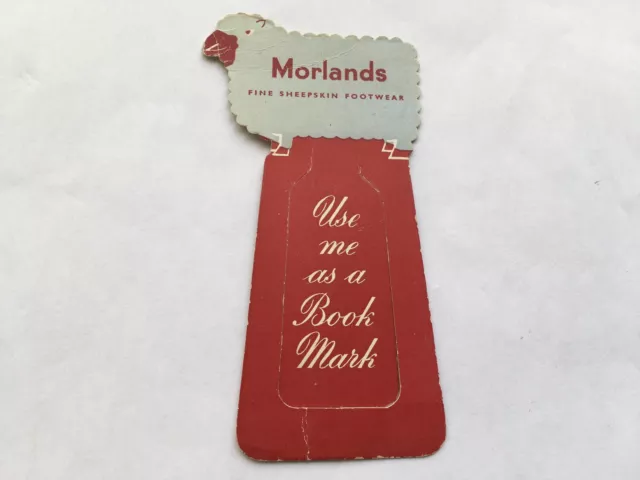 Morlands
FINE SHEEPSKIN FOOTWEAR
Use
me
as a
Book
Mark